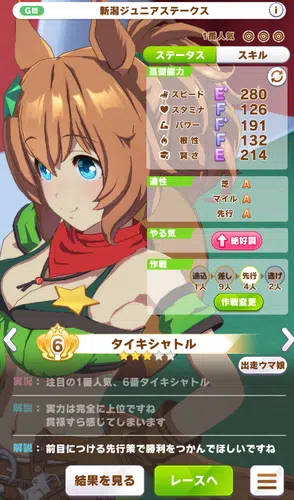 GⅢ 新潟ジュニアステークス
1番人気 ◎ ◎ ◎
ステータス スキル
基礎能力
スピード E+ 280
スタミナ F 126
パワー F+ 191
根性 F 132
賢さ E 214
適性
芝 A
マイル A
先行 A
やる気 絶好調
作戦
追込 差し 先行 逃げ
1人 9人 4人 2人
作戦変更
6 タイキシャトル
出走ウマ娘
実況：注目の1番人気、6番タイキシャトル
解説：実力は完全に上位ですね
貫禄すら感じてしまいます
解説：前目につける先行策で勝利をつかんでほしいですね
結果を見る レースへ